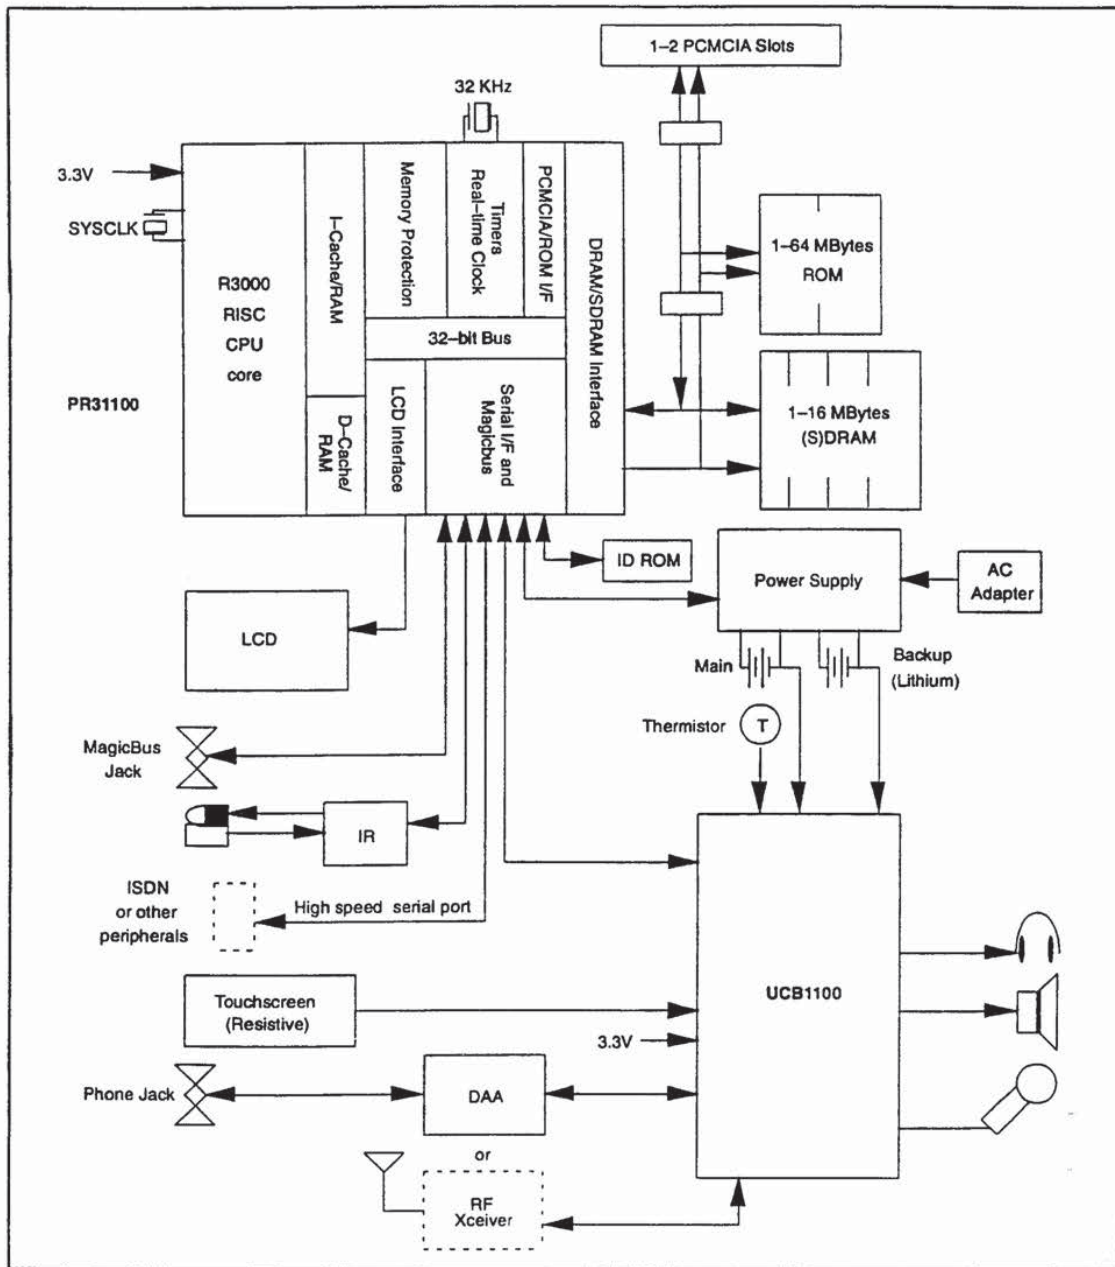 1–2 PCMCIA Slots
32 KHz
3.3V
SYSCLK
PR31100
R3000
RISC
CPU
core
I–Cache/RAM
D–Cache/
RAM
Memory Protection
Timers
Real–time Clock
PCMCIA/ROM I/F
DRAM/SDRAM Interface
32–bit Bus
LCD Interface
Serial I/F and
Magicbus
1–64 MBytes
ROM
1–16 MBytes
(S)DRAM
ID ROM
Power Supply
AC
Adapter
LCD
Main
Backup
(Lithium)
Thermistor
T
MagicBus
Jack
IR
ISDN
or other
peripherals
High speed serial port
Touchscreen
(Resistive)
3.3V
UCB1100
Phone Jack
DAA
or
RF
Xceiver